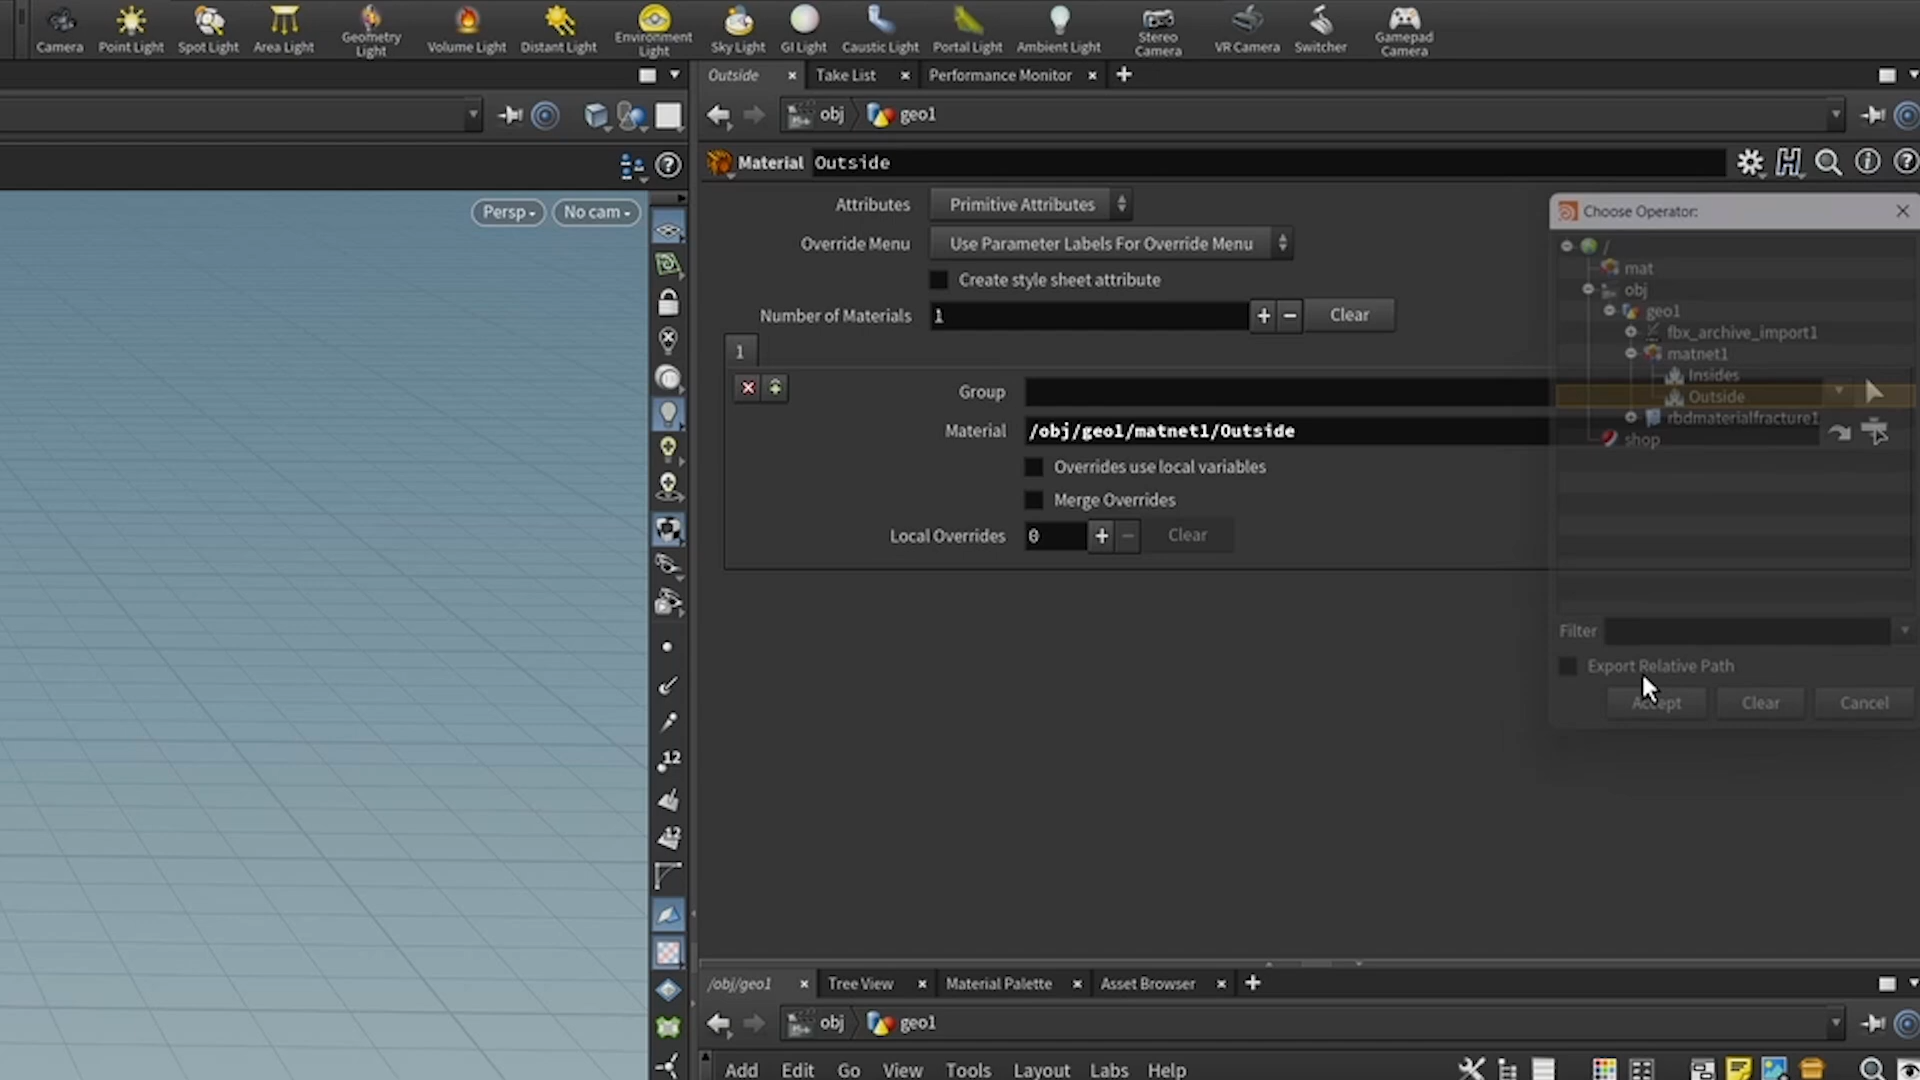 Camera
Point Light
Spot Light
Area Light
Geometry
Light
Volume Light
Distant Light
Environment
Light
Sky Light
GI Light
Caustic Light
Portal Light
Ambient Light
Stereo
Camera
VR Camera
Switcher
Gamepad
Camera
Outside
Take List
Performance Monitor
obj
geo1
Material
Outside
Persp
No cam
Attributes
Primitive Attributes
Override Menu
Use Parameter Labels For Override Menu
Create style sheet attribute
Number of Materials
1
Clear
1
Group
Material
/obj/geo1/matnet1/Outside
Overrides use local variables
Merge Overrides
Local Overrides
0
Clear
Choose Operator:
/
mat
obj
geo1
fbx_archive_import1
matnet1
Insides
Outside
rbdmaterialfracture1
shop
Filter
Export Relative Path
Accept
Clear
Cancel
12
12
/obj/geo1
Tree View
Material Palette
Asset Browser
obj
geo1
Add
Edit
Go
View
Tools
Layout
Labs
Help